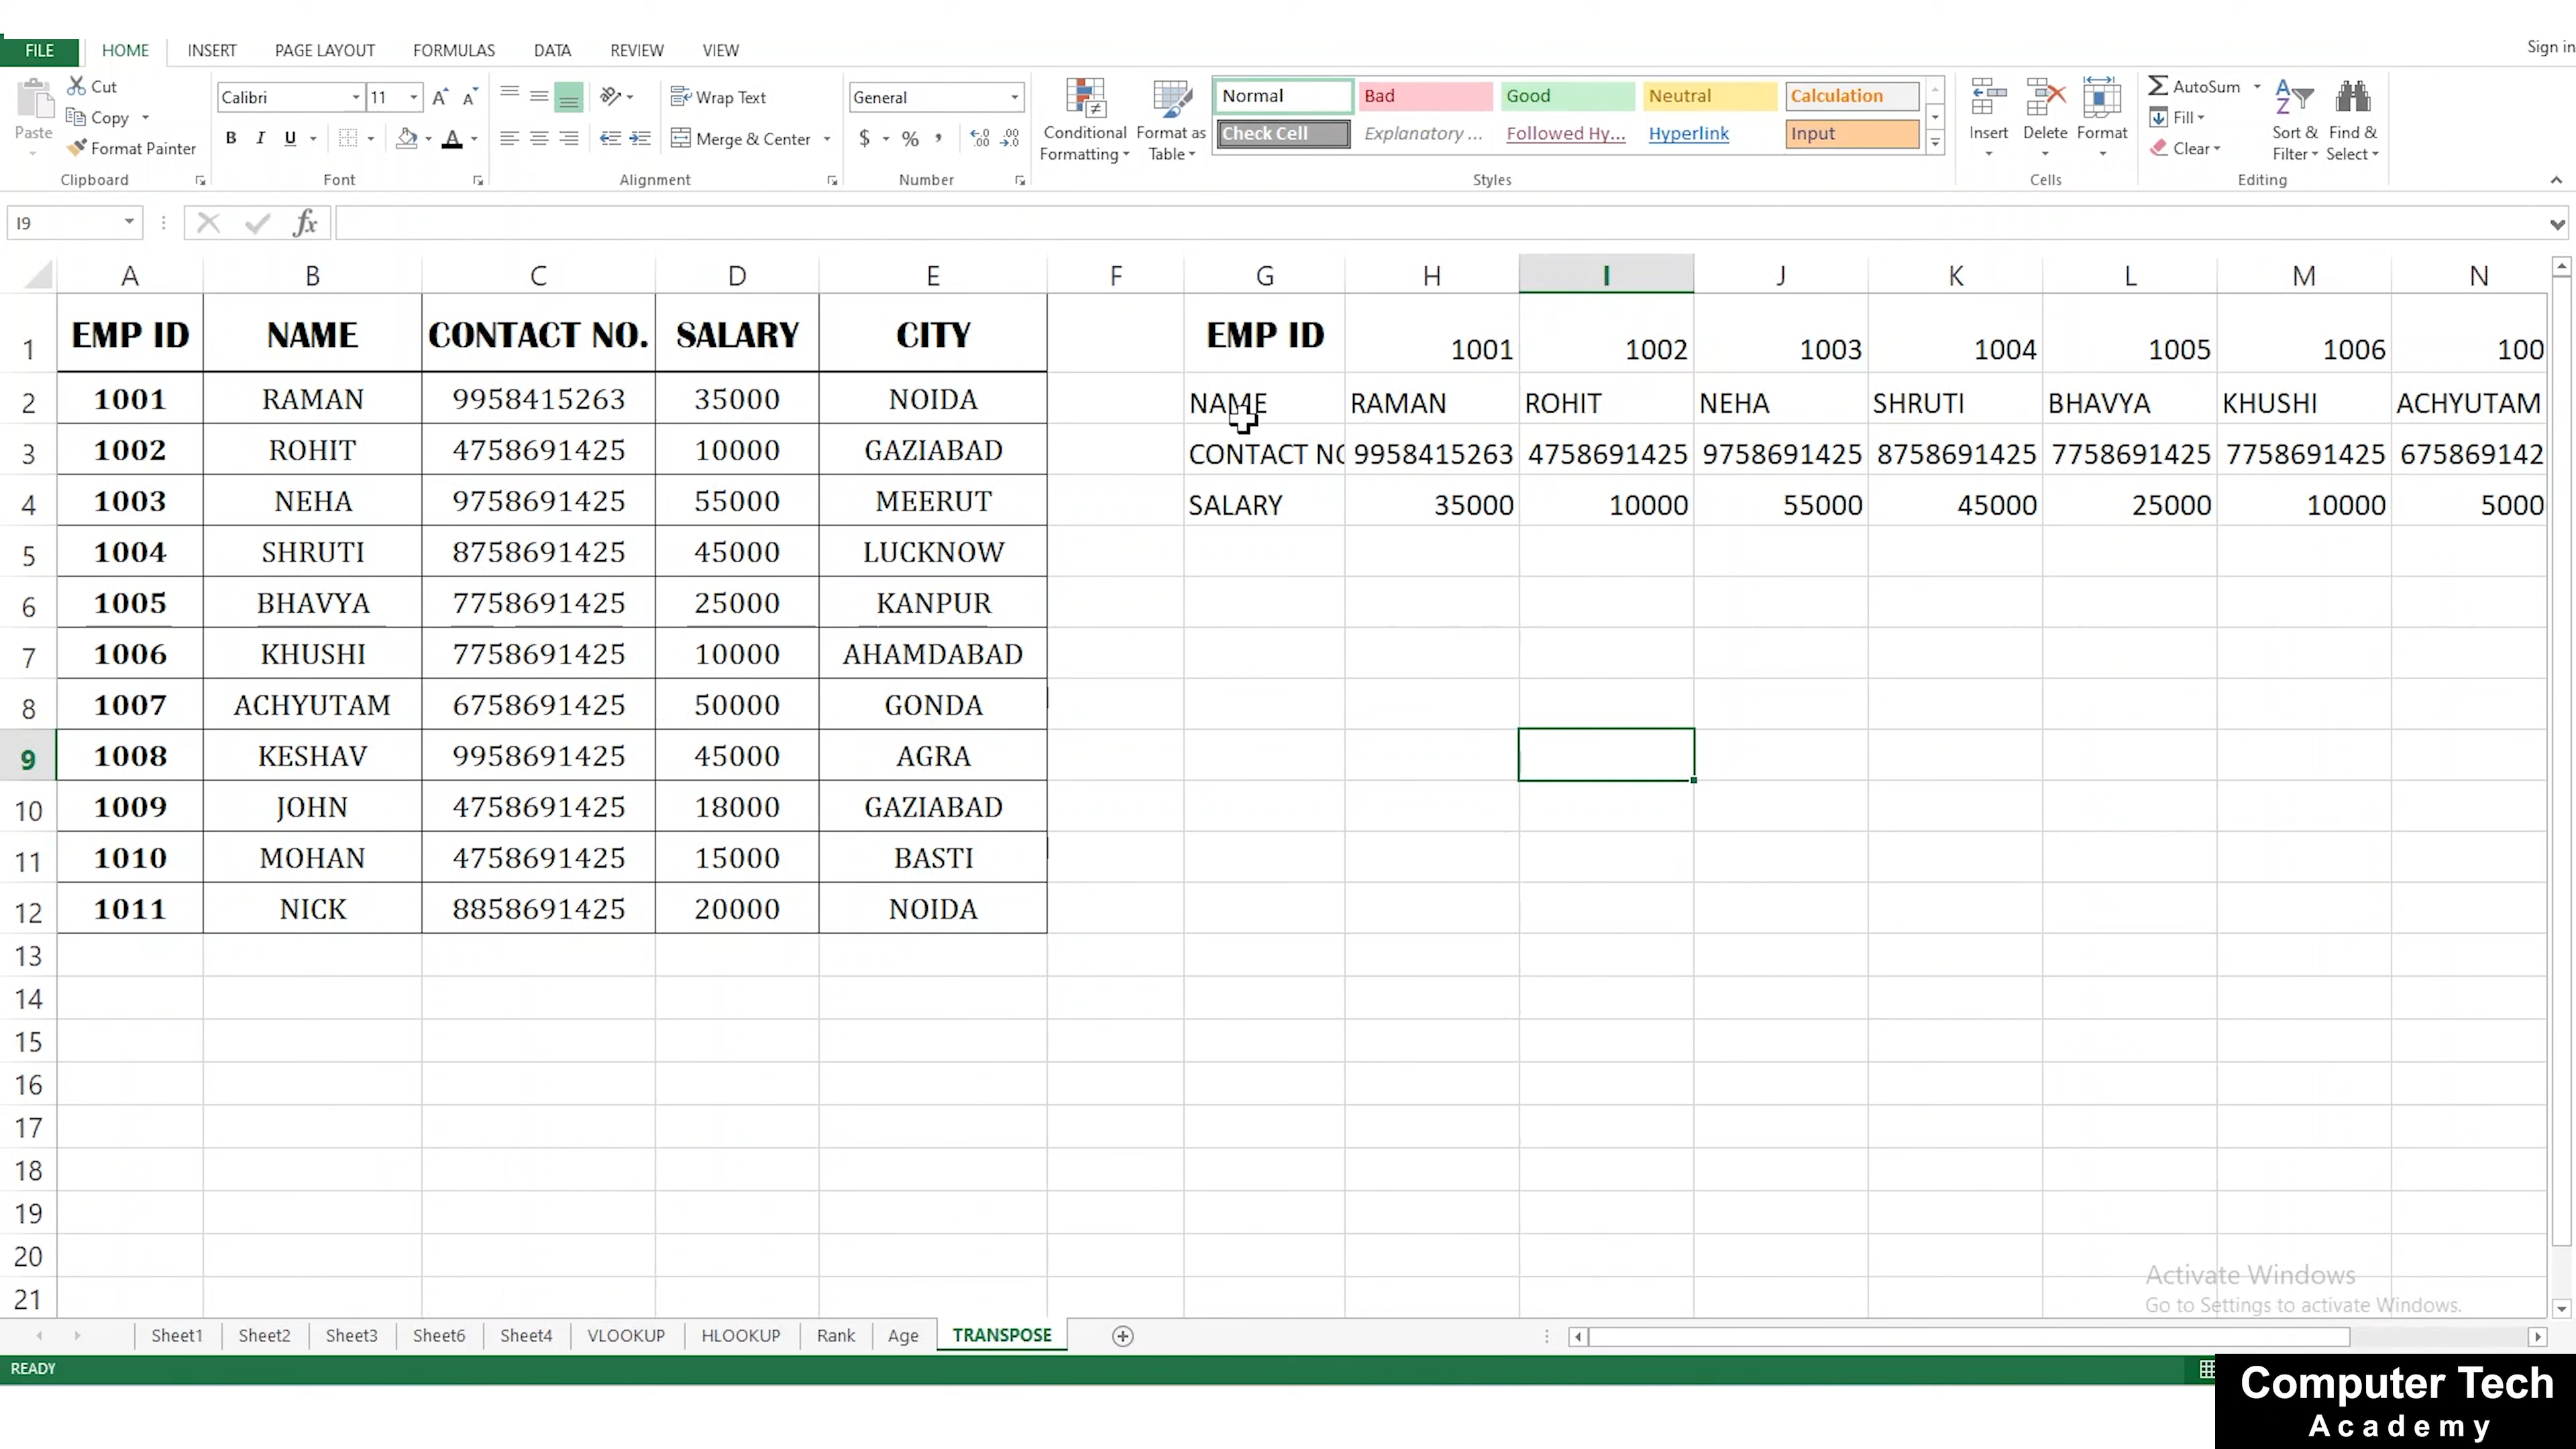 FILE HOME INSERT PAGE LAYOUT FORMULAS DATA REVIEW VIEW Sign in
Paste
Cut
Copy
Format Painter
Clipboard
Calibri 11
B I U
Font
Wrap Text
Merge & Center
Alignment
General
$ % ,
Number
Conditional Formatting
Format as Table
Normal Bad Good Neutral Calculation
Check Cell Explanatory ... Followed Hy... Hyperlink Input
Styles
Insert Delete Format
Cells
AutoSum
Fill
Clear
Sort & Filter
Find & Select
Editing
I9 fx
A B C D E F G H I J K L M N
1 EMP ID NAME CONTACT NO. SALARY CITY EMP ID 1001 1002 1003 1004 1005 1006 100
2 1001 RAMAN 9958415263 35000 NOIDA NAME RAMAN ROHIT NEHA SHRUTI BHAVYA KHUSHI ACHYUTAM
3 1002 ROHIT 4758691425 10000 GAZIABAD CONTACT NO 9958415263 4758691425 9758691425 8758691425 7758691425 7758691425 675869142
4 1003 NEHA 9758691425 55000 MEERUT SALARY 35000 10000 55000 45000 25000 10000 5000
5 1004 SHRUTI 8758691425 45000 LUCKNOW
6 1005 BHAVYA 7758691425 25000 KANPUR
7 1006 KHUSHI 7758691425 10000 AHAMDABAD
8 1007 ACHYUTAM 6758691425 50000 GONDA
9 1008 KESHAV 9958691425 45000 AGRA
10 1009 JOHN 4758691425 18000 GAZIABAD
11 1010 MOHAN 4758691425 15000 BASTI
12 1011 NICK 8858691425 20000 NOIDA
13
14
15
16
17
18
19
20
21
Activate Windows
Go to Settings to activate Windows.
Sheet1 Sheet2 Sheet3 Sheet6 Sheet4 VLOOKUP HLOOKUP Rank Age TRANSPOSE
READY
Computer Tech
Academy